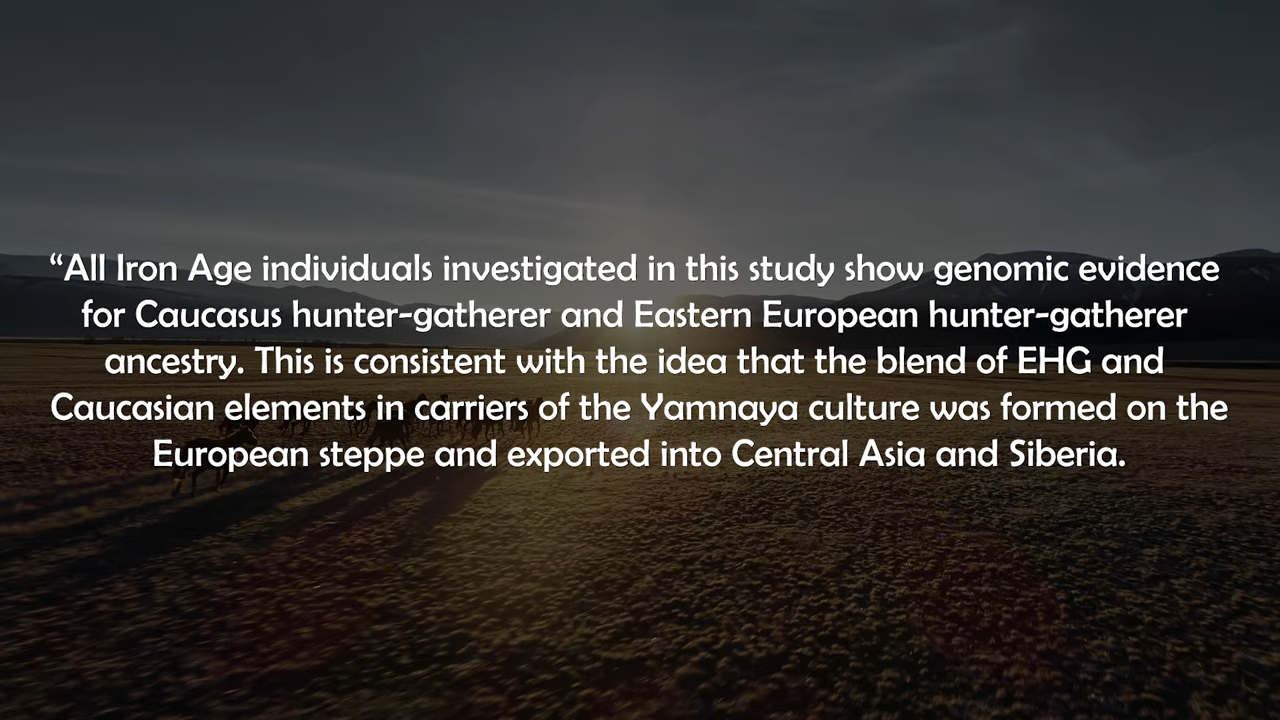 “All Iron Age individuals investigated in this study show genomic evidence
for Caucasus hunter-gatherer and Eastern European hunter-gatherer
ancestry. This is consistent with the idea that the blend of EHG and
Caucasian elements in carriers of the Yamnaya culture was formed on the
European steppe and exported into Central Asia and Siberia.